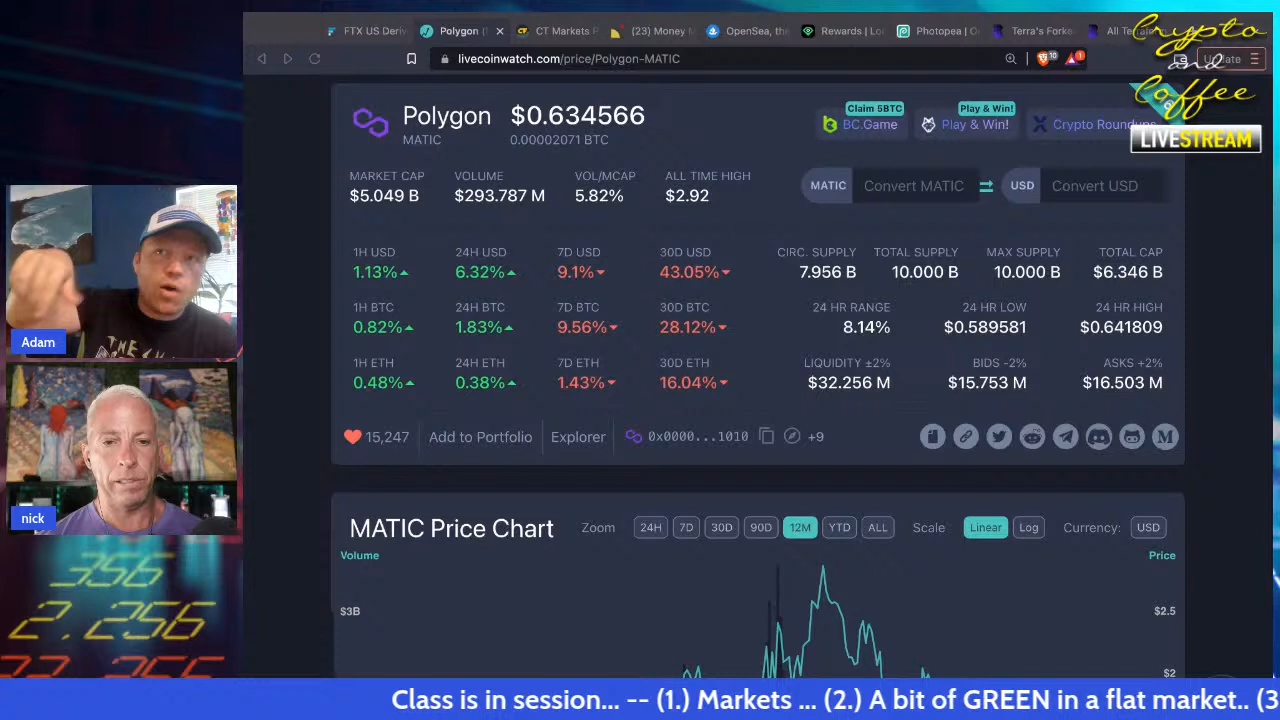 FTX US Deriv
Polygon (
CT Markets P
(23) Money M
OpenSea, the
Rewards | Lo
Photopea | O
Terra's Forke
All Terrain
livecoinwatch.com/price/Polygon-MATIC
10
1
Update
Crypto
and
Coffee
LIVESTREAM
Polygon $0.634566
MATIC 0.00002071 BTC
Claim 5BTC
BC.Game
Play & Win!
Play & Win!
Crypto Roundups
MARKET CAP VOLUME VOL/MCAP ALL TIME HIGH
$5.049 B $293.787 M 5.82% $2.92
MATIC Convert MATIC USD Convert USD
1H USD 24H USD 7D USD 30D USD CIRC. SUPPLY TOTAL SUPPLY MAX SUPPLY TOTAL CAP
1.13% 6.32% 9.1% 43.05% 7.956 B 10.000 B 10.000 B $6.346 B
1H BTC 24H BTC 7D BTC 30D BTC 24 HR RANGE 24 HR LOW 24 HR HIGH
0.82% 1.83% 9.56% 28.12% 8.14% $0.589581 $0.641809
1H ETH 24H ETH 7D ETH 30D ETH LIQUIDITY ±2% BIDS -2% ASKS +2%
0.48% 0.38% 1.43% 16.04% $32.256 M $15.753 M $16.503 M
15,247 Add to Portfolio Explorer 0x0000...1010 +9
MATIC Price Chart Zoom 24H 7D 30D 90D 12M YTD ALL Scale Linear Log Currency: USD
Volume Price
$3B $2.5
$2
Adam
nick
356
2.256
Class is in session... -- (1.) Markets ... (2.) A bit of GREEN in a flat market.. (3